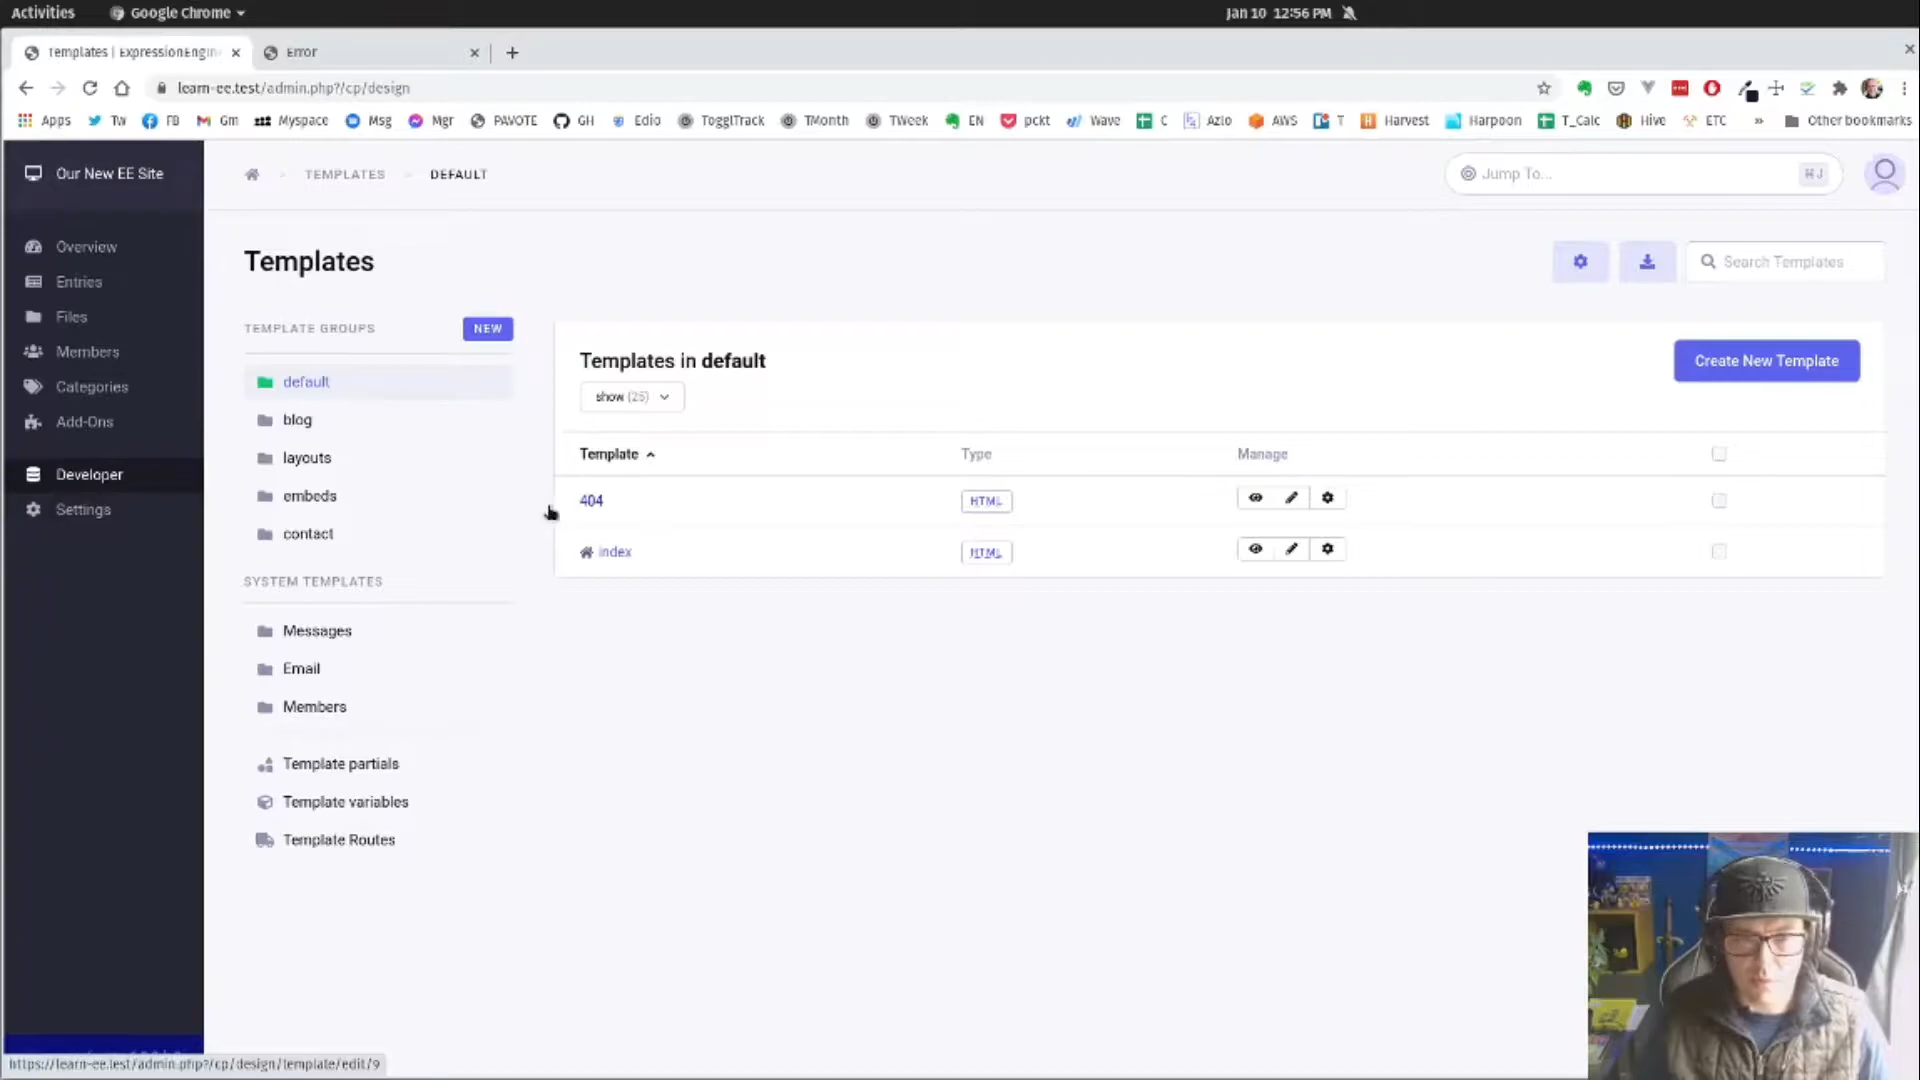 Activities Google Chrome Jan 10 12:56 PM
Templates | ExpressionEngin Error
learn-ee.test/admin.php?/cp/design
Apps Tw FB Gm Myspace Msg Mgr PAVOTE GH Edio TogglTrack TMonth TWeek EN pckt Wave C Azlo AWS T Harvest Harpoon T_Calc Hive ETC » Other bookmarks
Our New EE Site
TEMPLATES DEFAULT
Jump To... ⌘J
Overview
Entries
Files
Members
Categories
Add-Ons
Developer
Settings
Templates
Search Templates
TEMPLATE GROUPS NEW
default
blog
layouts
embeds
contact
SYSTEM TEMPLATES
Messages
Email
Members
Template partials
Template variables
Template Routes
Templates in default
Create New Template
show (25)
Template Type Manage
404 HTML
index HTML
https://learn-ee.test/admin.php?/cp/design/template/edit/9